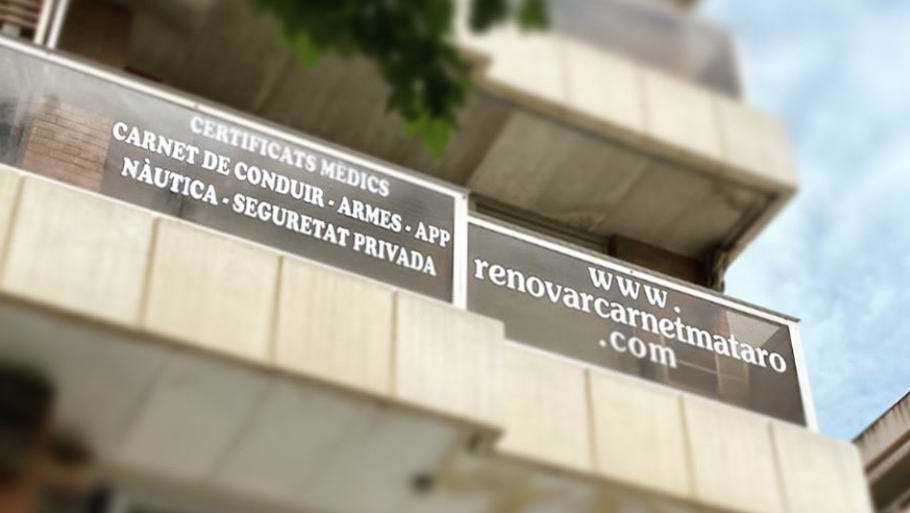 CERTIFICATS MÈDICS
CARNET DE CONDUIR - ARMES - APP
NÀUTICA - SEGURETAT PRIVADA
www.
renovarcarnetmataro
.com